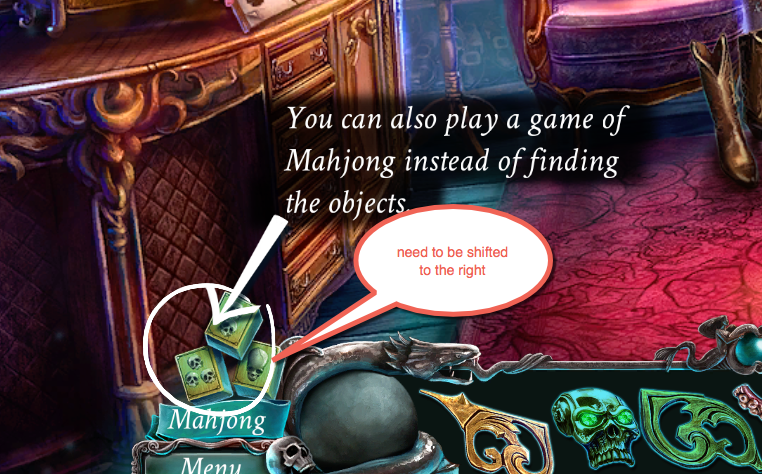 You can also play a game of
Mahjong instead of finding
the objects.
need to be shifted
to the right
Mahjong
Menu